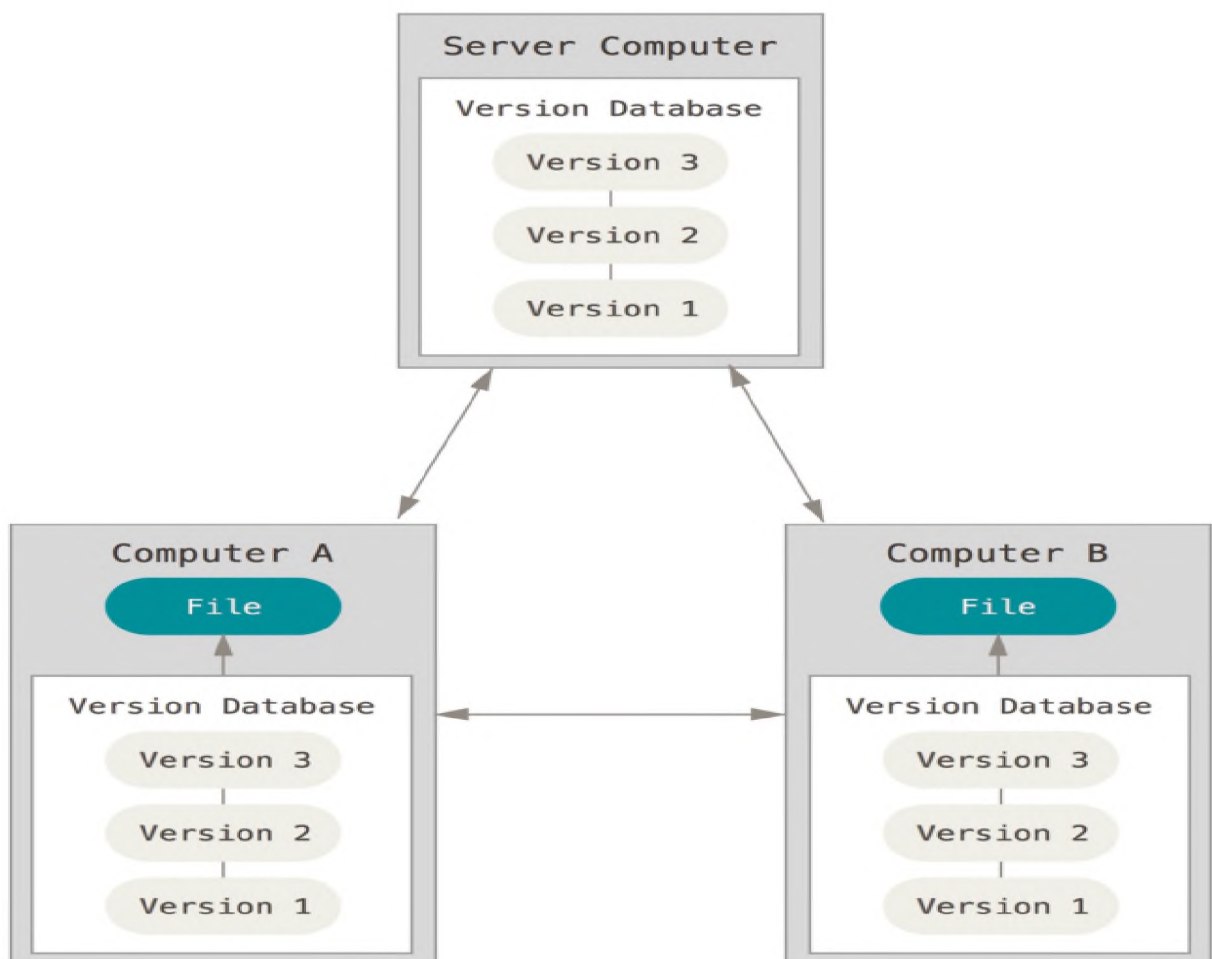 Server Computer
Version Database
Version 3
Version 2
Version 1
Computer A
File
Version Database
Version 3
Version 2
Version 1
Computer B
File
Version Database
Version 3
Version 2
Version 1